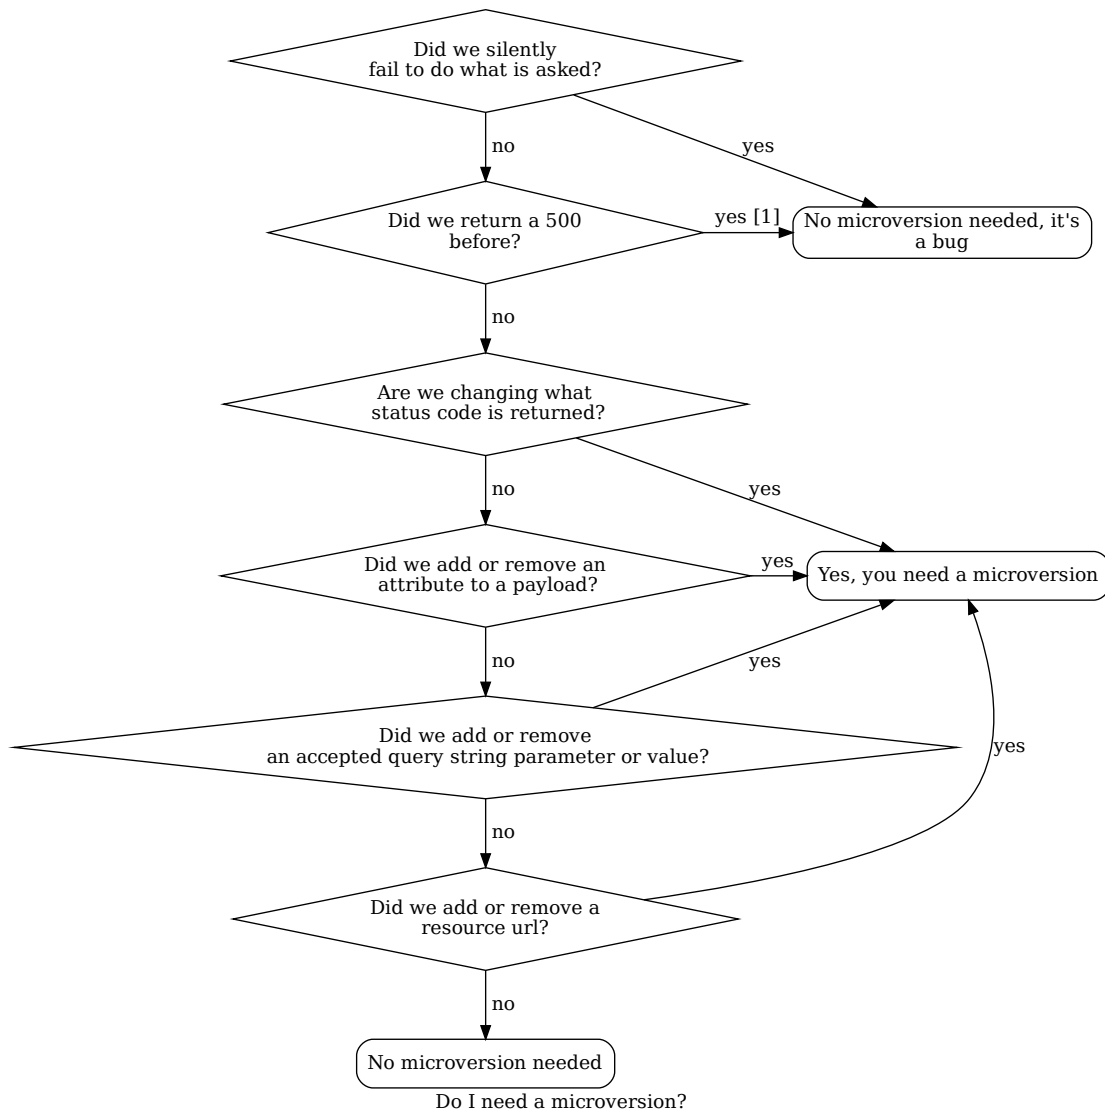 Did we silently
fail to do what is asked?
no
yes
Did we return a 500
before?
yes [1]
No microversion needed, it's
a bug
no
Are we changing what
status code is returned?
no
yes
Did we add or remove an
attribute to a payload?
yes
Yes, you need a microversion
no
yes
Did we add or remove
an accepted query string parameter or value?
yes
no
Did we add or remove a
resource url?
no
No microversion needed
Do I need a microversion?